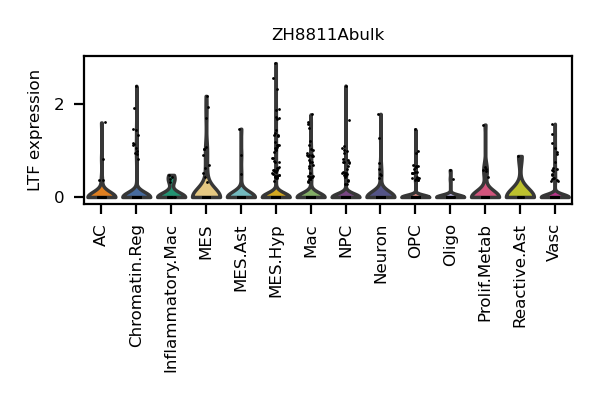 ZH8811Abulk
LTF expression
2
0
AC
Chromatin.Reg
Inflammatory.Mac
MES
MES.Ast
MES.Hyp
Mac
NPC
Neuron
OPC
Oligo
Prolif.Metab
Reactive.Ast
Vasc